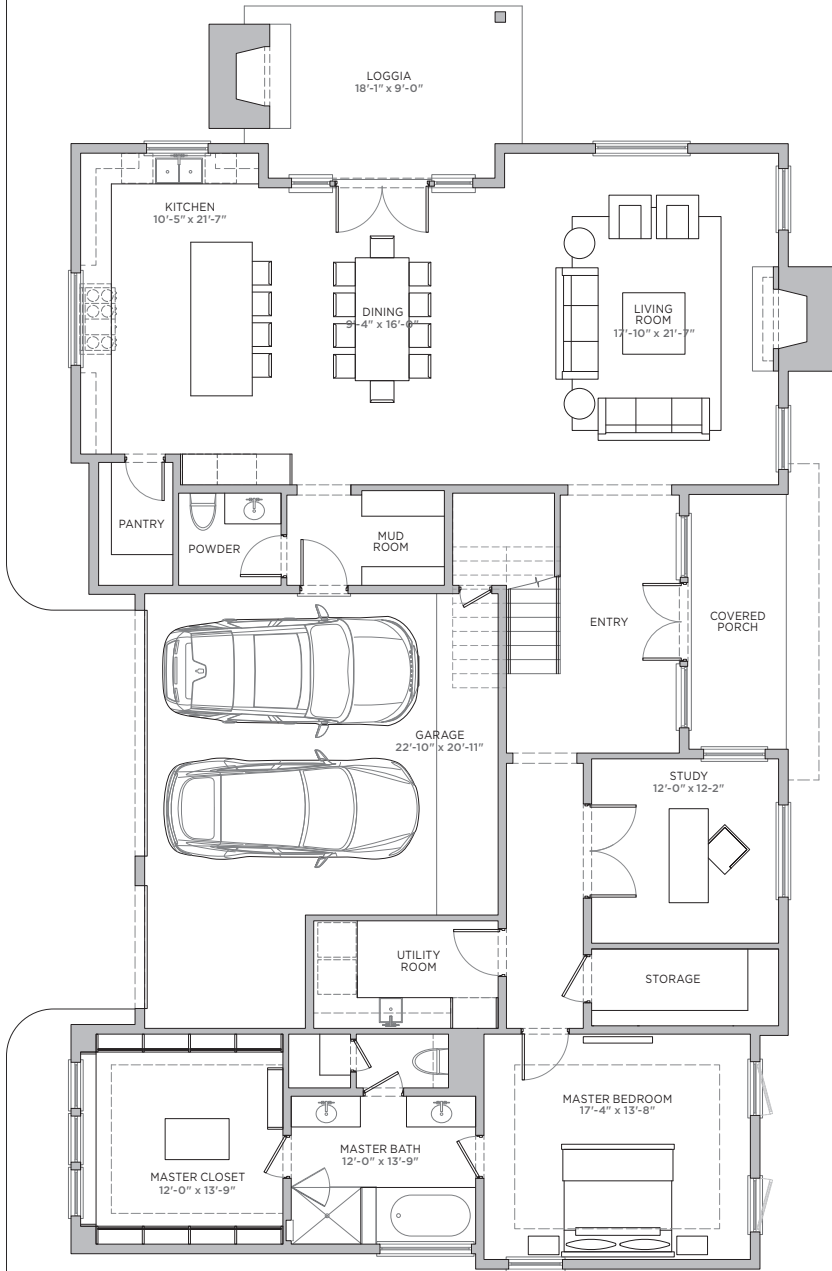 LOGGIA
18'-1" x 9'-0"
KITCHEN
10'-5" x 21'-7"
DINING
9'-4" x 16'-0"
LIVING
ROOM
17'-10" x 21'-7"
PANTRY
POWDER
MUD
ROOM
ENTRY
COVERED
PORCH
GARAGE
22'-10" x 20'-11"
STUDY
12'-0" x 12-2"
UTILITY
ROOM
STORAGE
MASTER BEDROOM
17'-4" x 13'-8"
MASTER BATH
12'-0" x 13'-9"
MASTER CLOSET
12'-0" x 13'-9"